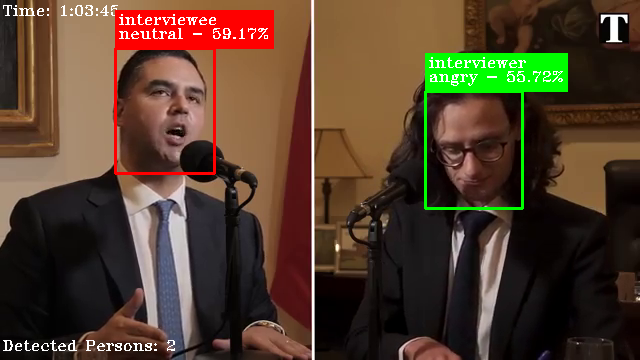 Time: 1:03:45
interviewee
neutral - 59.17%
T
interviewer
angry - 55.72%
Detected Persons: 2